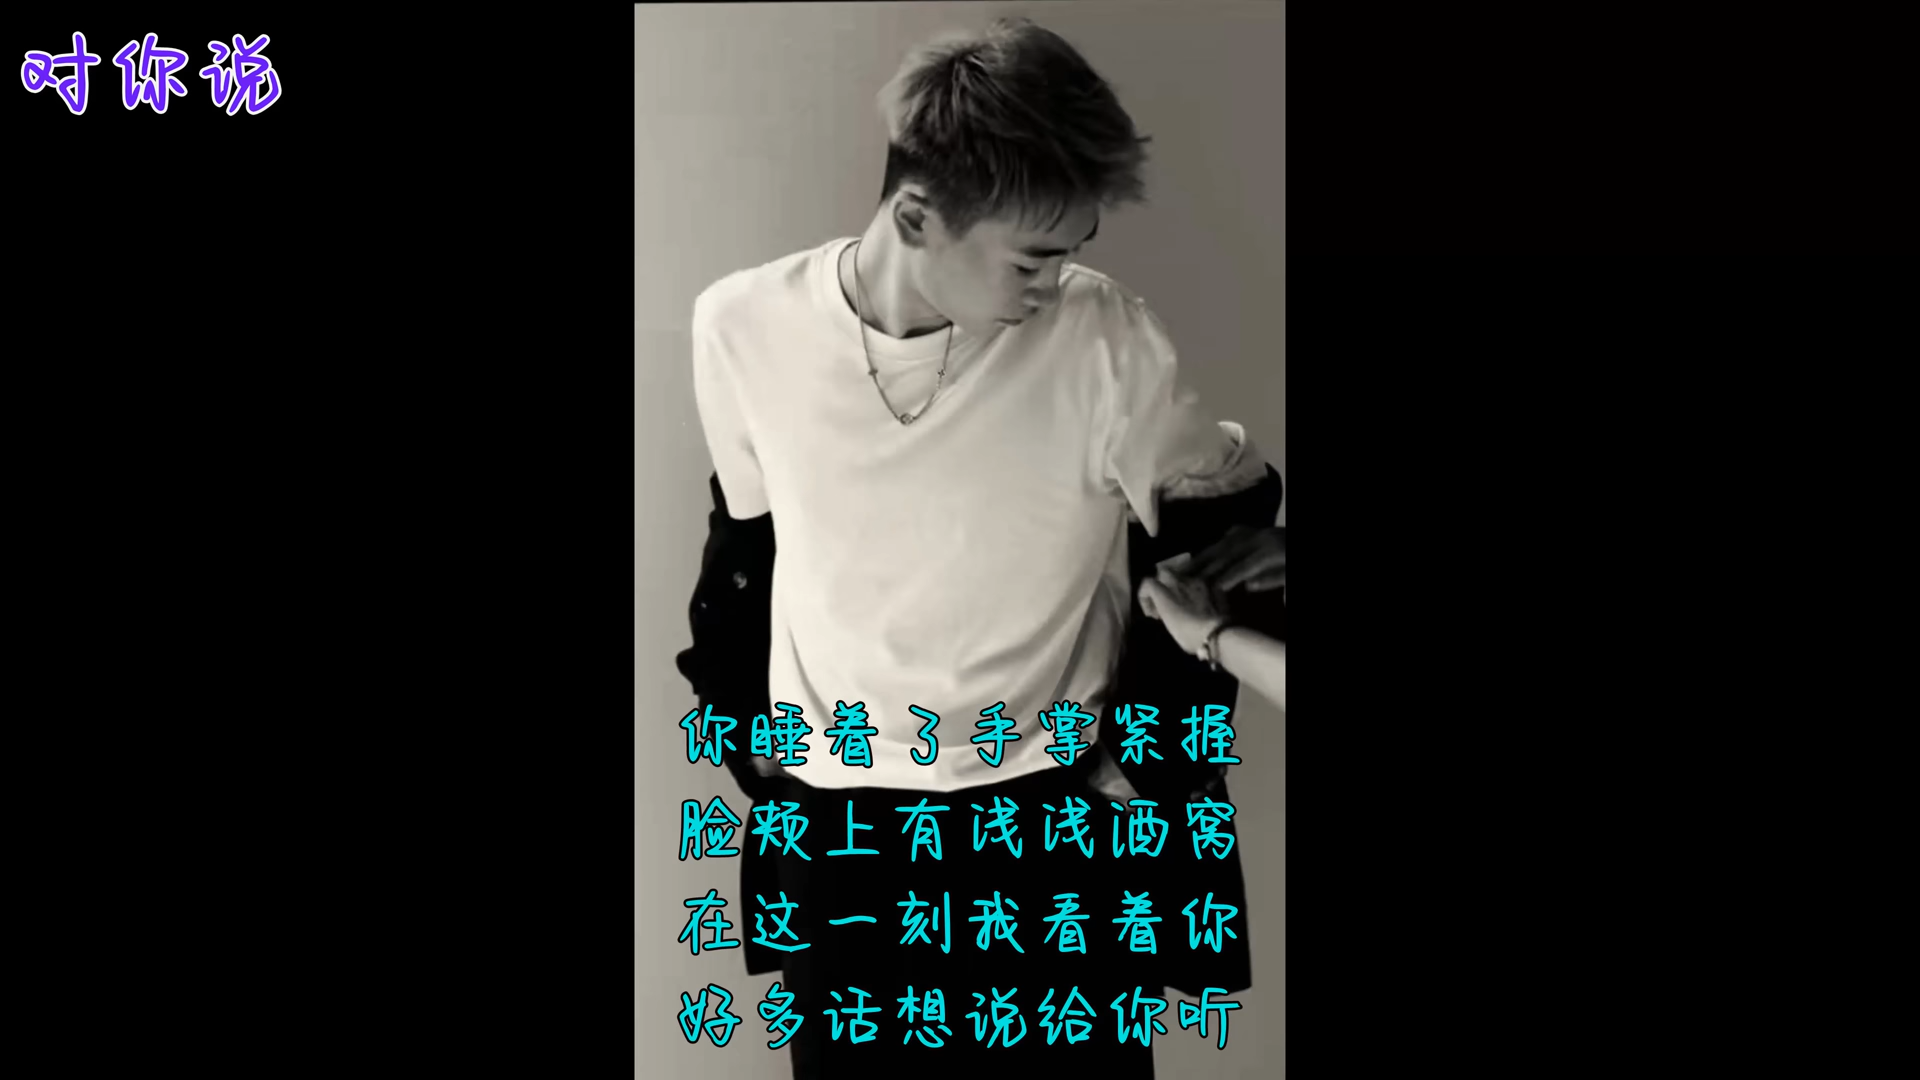 对你说
你睡着了手掌紧握
脸颊上有浅浅酒窝
在这一刻我看着你
好多话想说给你听